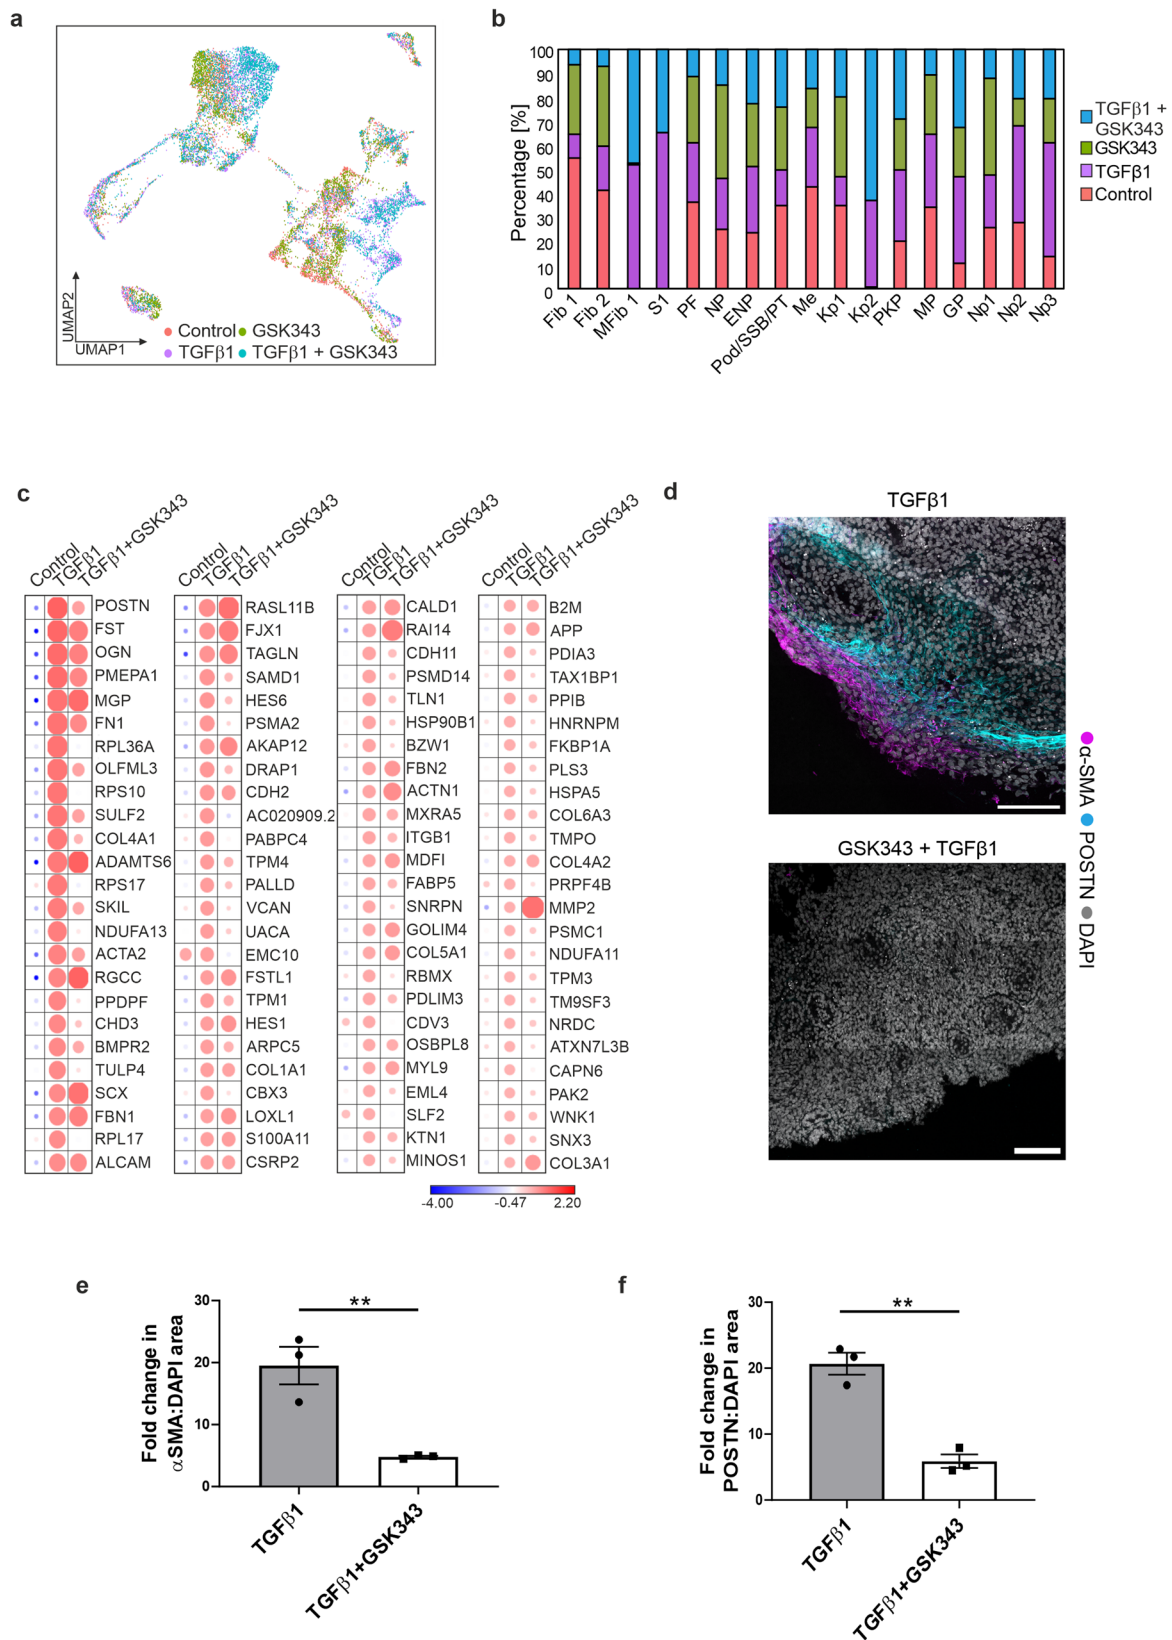 a
UMAP2
UMAP1
Control GSK343
TGFβ1 TGFβ1 + GSK343
b
Percentage [%]
100
90
80
70
60
50
40
30
20
10
0
Fib 1
Fib 2
MFib 1
S1
PF
NP
ENP
Pod/SSB/PT
Me
Kp1
Kp2
PKP
MP
GP
Np1
Np2
Np3
TGFβ1 +
GSK343
GSK343
TGFβ1
Control
c
Control
TGFβ1
TGFβ1+GSK343
POSTN
FST
OGN
PMEPA1
MGP
FN1
RPL36A
OLFML3
RPS10
SULF2
COL4A1
ADAMTS6
RPS17
SKIL
NDUFA13
ACTA2
RGCC
PPDPF
CHD3
BMPR2
TULP4
SCX
FBN1
RPL17
ALCAM
Control
TGFβ1
TGFβ1+GSK343
RASL11B
FJX1
TAGLN
SAMD1
HES6
PSMA2
AKAP12
DRAP1
CDH2
AC020909.2
PABPC4
TPM4
PALLD
VCAN
UACA
EMC10
FSTL1
TPM1
HES1
ARPC5
COL1A1
CBX3
LOXL1
S100A11
CSRP2
Control
TGFβ1
TGFβ1+GSK343
CALD1
RAI14
CDH11
PSMD14
TLN1
HSP90B1
BZW1
FBN2
ACTN1
MXRA5
ITGB1
MDFI
FABP5
SNRPN
GOLIM4
COL5A1
RBMX
PDLIM3
CDV3
OSBPL8
MYL9
EML4
SLF2
KTN1
MINOS1
Control
TGFβ1
TGFβ1+GSK343
B2M
APP
PDIA3
TAX1BP1
PPIB
HNRNPM
FKBP1A
PLS3
HSPA5
COL6A3
TMPO
COL4A2
PRPF4B
MMP2
PSMC1
NDUFA11
TPM3
TM9SF3
NRDC
ATXN7L3B
CAPN6
PAK2
WNK1
SNX3
COL3A1
-4.00 -0.47 2.20
d
TGFβ1
GSK343 + TGFβ1
α-SMA POSTN DAPI
e
Fold change in
αSMA:DAPI area
30
20
10
0
**
TGFβ1
TGFβ1+GSK343
f
Fold change in
POSTN:DAPI area
30
20
10
0
**
TGFβ1
TGFβ1+GSK343